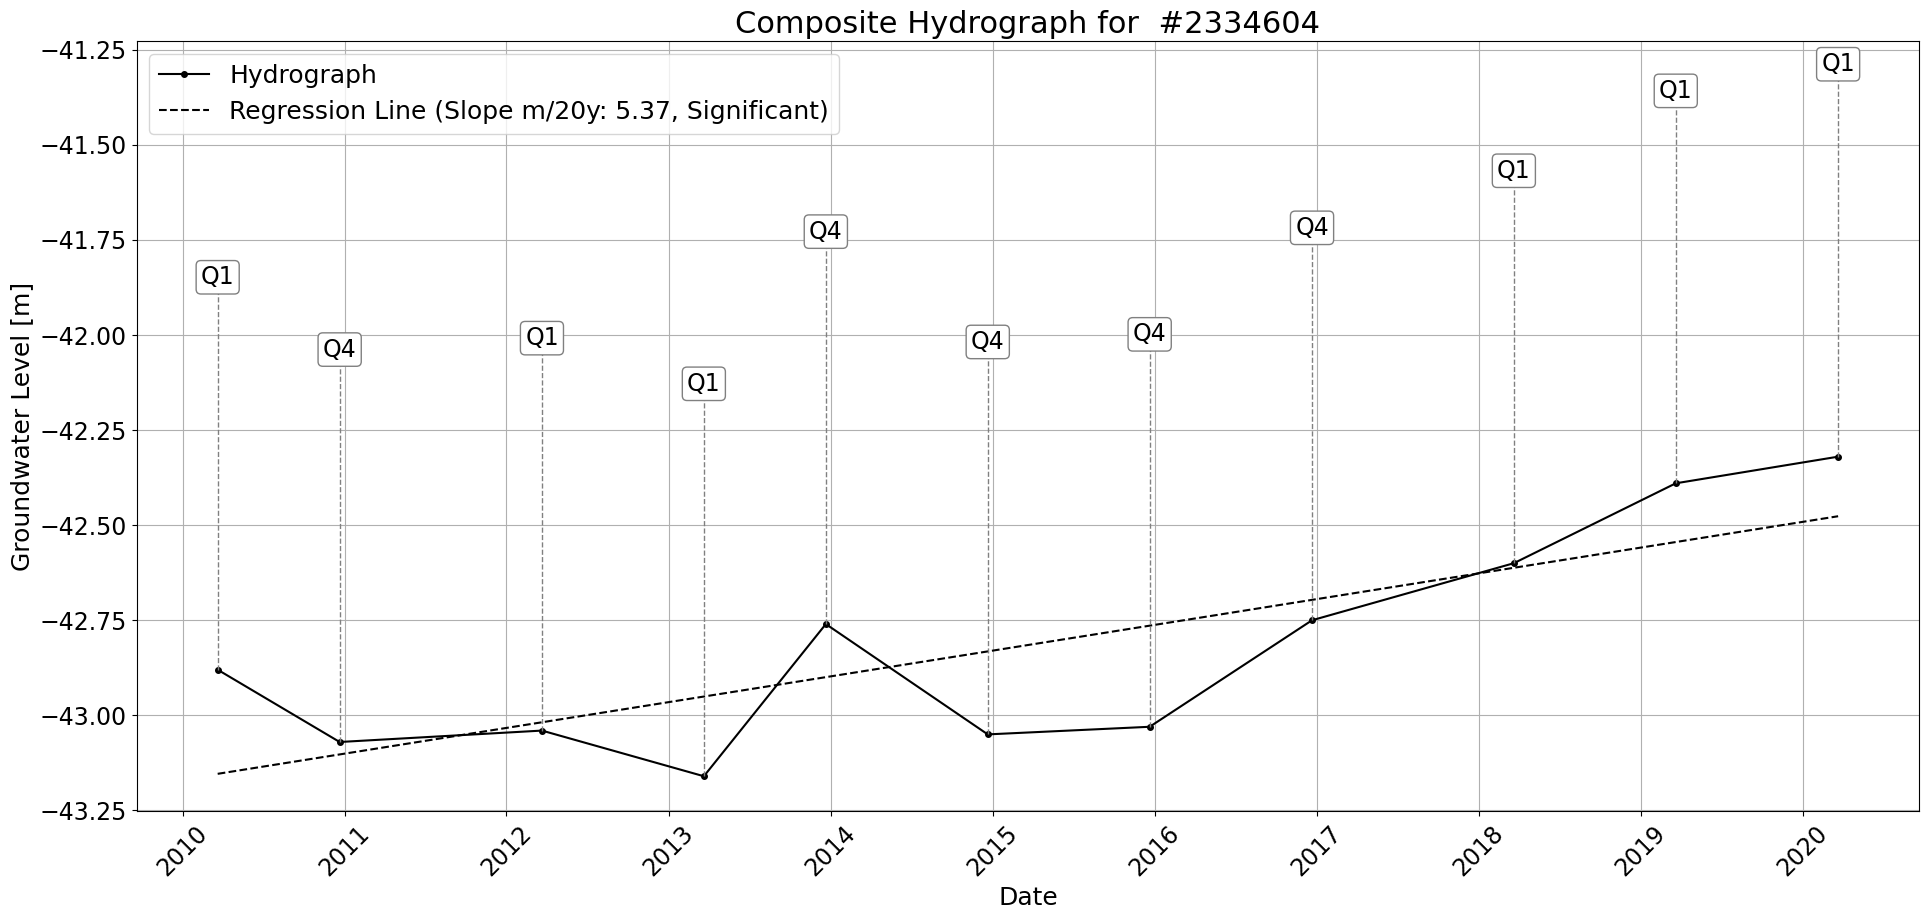 Composite Hydrograph for  #2334604
Hydrograph
Regression Line (Slope m/20y: 5.37, Significant)
Groundwater Level [m]
−41.25
−41.50
−41.75
−42.00
−42.25
−42.50
−42.75
−43.00
−43.25
Q1
Q4
Q1
Q1
Q4
Q4
Q4
Q4
Q1
Q1
Q1
2010
2011
2012
2013
2014
2015
2016
2017
2018
2019
2020
Date